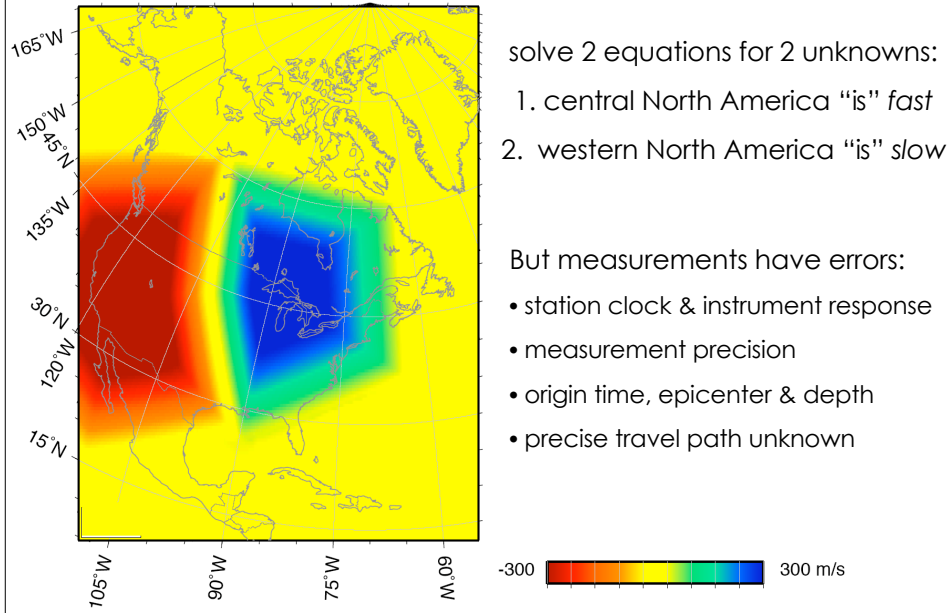 165°W
150°W
45°N
135°W
30°N
120°W
15°N
105°W
90°W
75°W
60°W
solve 2 equations for 2 unknowns:
1. central North America “is” fast
2. western North America “is” slow
But measurements have errors:
• station clock & instrument response
• measurement precision
• origin time, epicenter & depth
• precise travel path unknown
-300 300 m/s